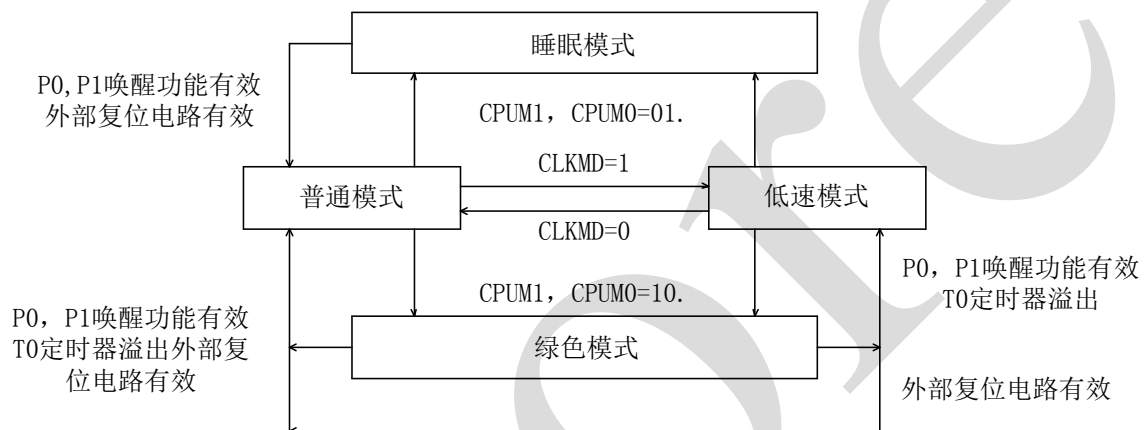 睡眠模式
P0,P1唤醒功能有效
外部复位电路有效
CPUM1，CPUM0=01.
CLKMD=1
普通模式
低速模式
CLKMD=0
P0，P1唤醒功能有效
T0定时器溢出
CPUM1，CPUM0=10.
P0，P1唤醒功能有效
T0定时器溢出外部复
位电路有效
绿色模式
外部复位电路有效